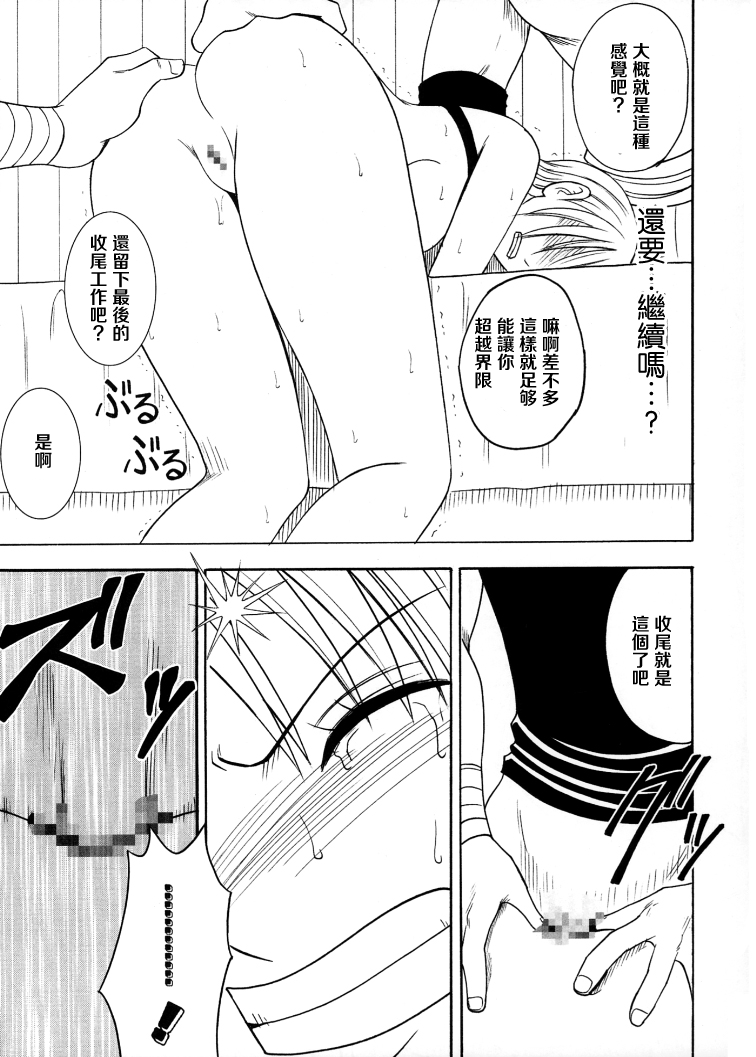 大概就是這種
感覺吧？
還要…繼續嗎…？
嘛啊差不多
這樣就足够
能讓你
超越界限
還留下最後的
收尾工作吧？
ぶる
ぶる
是啊
收尾就是
這個了吧
グッ
ズッ
…………!